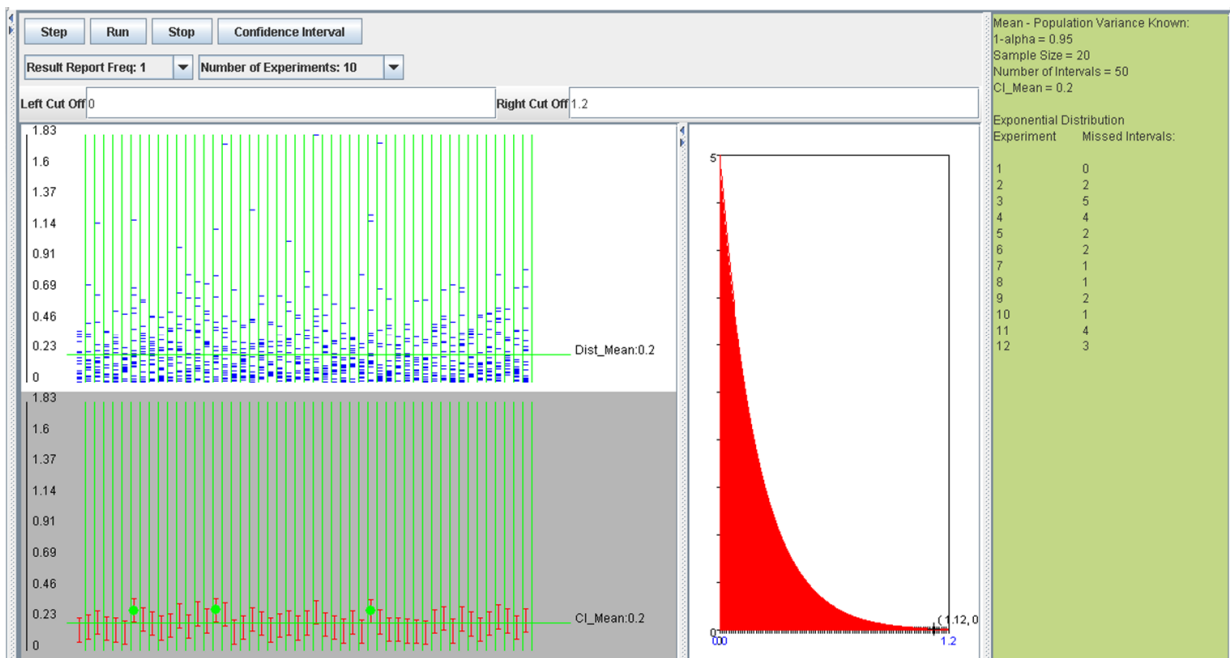 Step Run Stop Confidence Interval
Result Report Freq: 1 Number of Experiments: 10
Left Cut Off 0 Right Cut Off 1.2
1.83
1.6
1.37
1.14
0.91
0.69
0.46
0.23
0
Dist_Mean:0.2
1.83
1.6
1.37
1.14
0.91
0.69
0.46
0.23
0
CI_Mean:0.2
5
0
0.0
1.2
( 1.12, 0
Mean - Population Variance Known:
1-alpha = 0.95
Sample Size = 20
Number of Intervals = 50
CI_Mean = 0.2
Exponential Distribution
Experiment Missed Intervals:
1 0
2 2
3 5
4 4
5 2
6 2
7 1
8 1
9 2
10 1
11 4
12 3